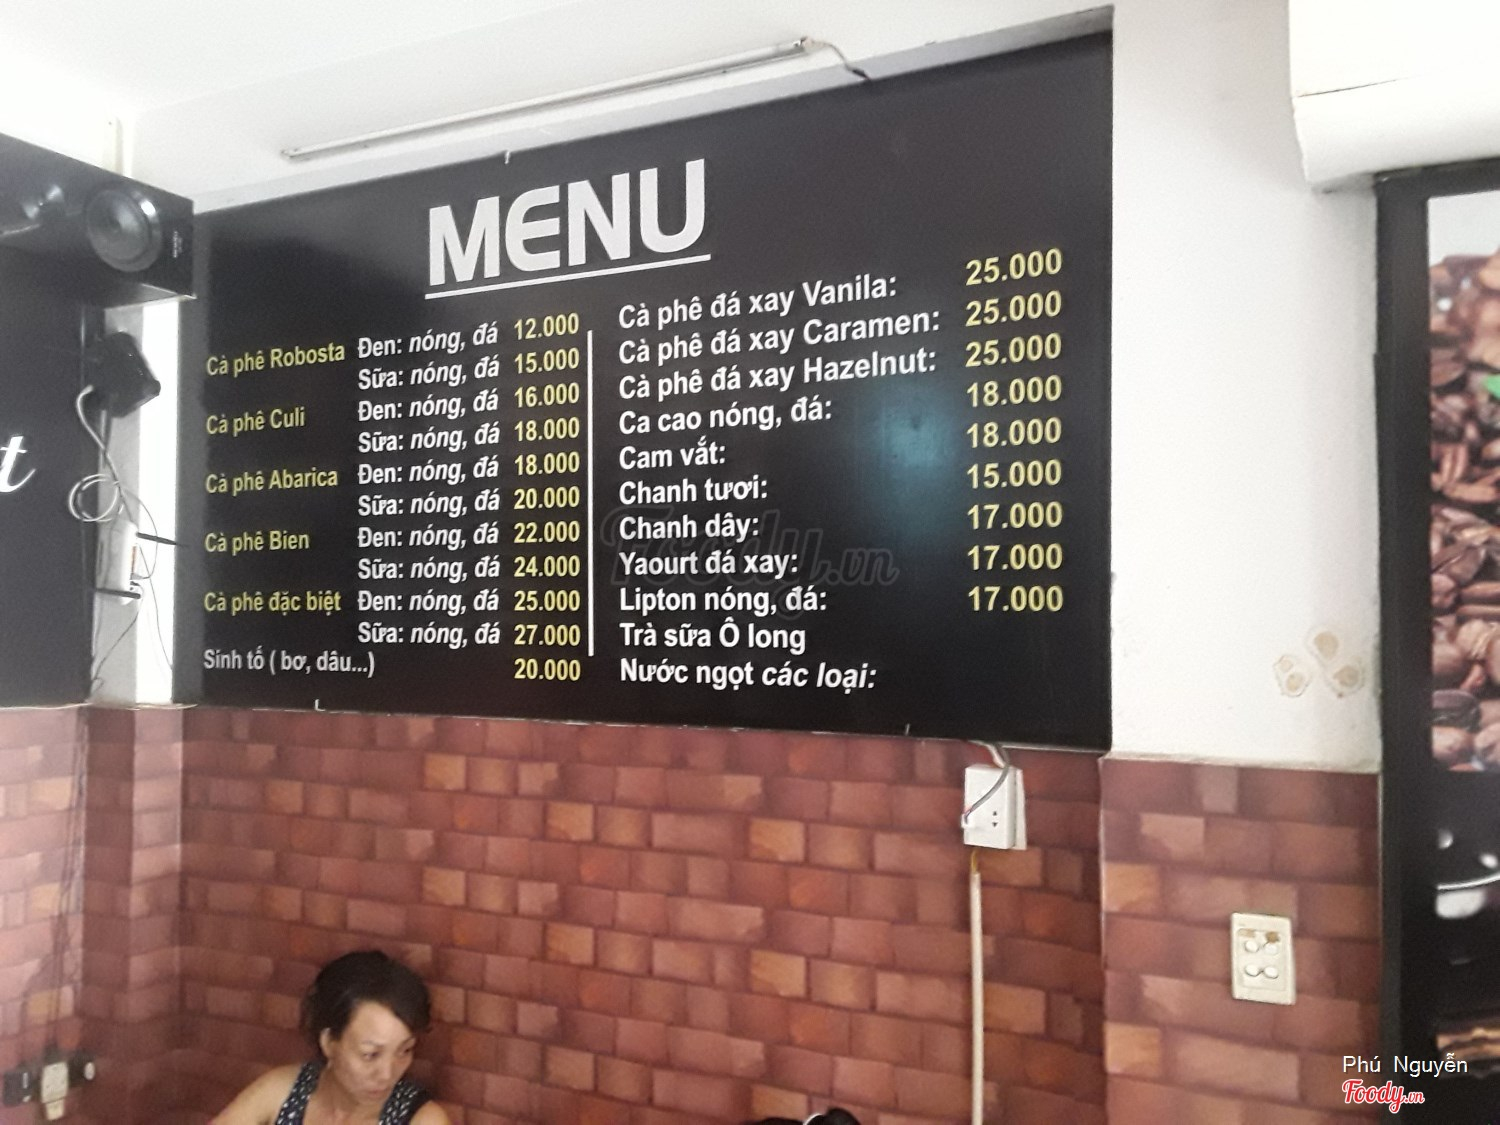 MENU
Cà phê Robosta Đen: nóng, đá 12.000
Sữa: nóng, đá 15.000
Cà phê Culi Đen: nóng, đá 16.000
Sữa: nóng, đá 18.000
Cà phê Abarica Đen: nóng, đá 18.000
Sữa: nóng, đá 20.000
Cà phê Bien Đen: nóng, đá 22.000
Sữa: nóng, đá 24.000
Cà phê đặc biệt Đen: nóng, đá 25.000
Sữa: nóng, đá 27.000
Sính tố ( bơ, dâu...) 20.000
Cà phê đá xay Vanila: 25.000
Cà phê đá xay Caramen: 25.000
Cà phê đá xay Hazelnut: 25.000
Ca cao nóng, đá: 18.000
Cam vắt: 18.000
Chanh tươi: 15.000
Chanh dây: 17.000
Yaourt đá xay: 17.000
Lipton nóng, đá: 17.000
Trà sữa Ô long
Nước ngọt các loại:
Foody.vn
Phú Nguyễn
Foody.vn